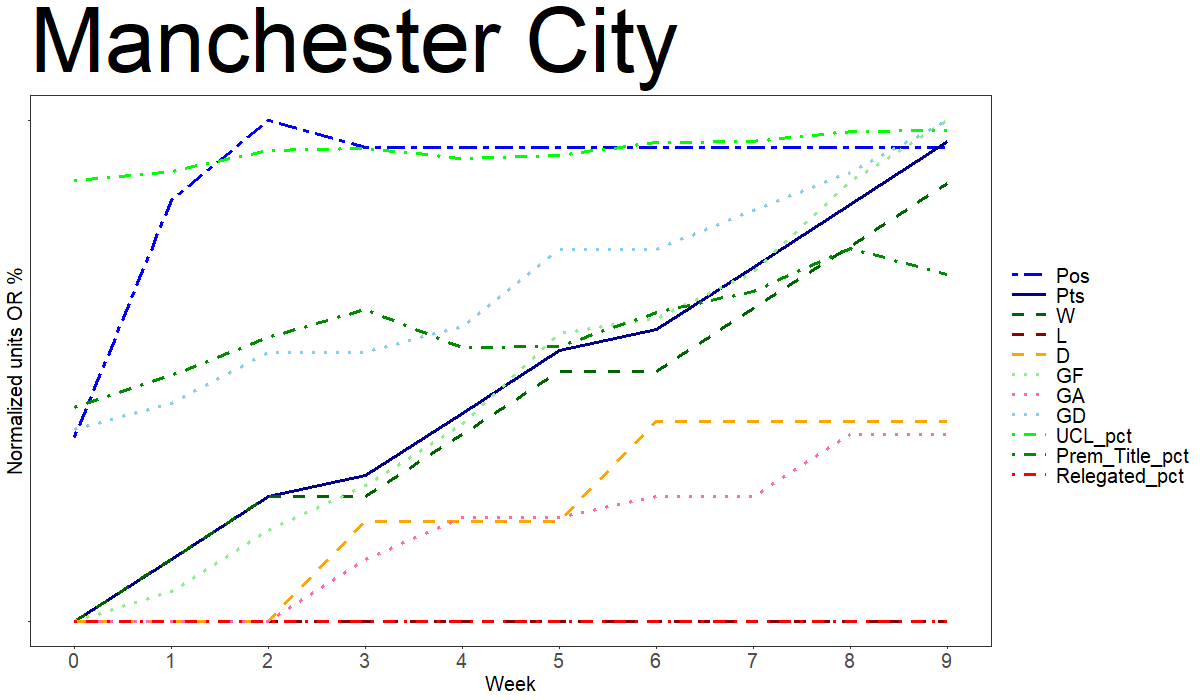 Manchester City
Normalized units OR %
0 1 2 3 4 5 6 7 8 9
Week
Pos
Pts
W
L
D
GF
GA
GD
UCL_pct
Prem_Title_pct
Relegated_pct